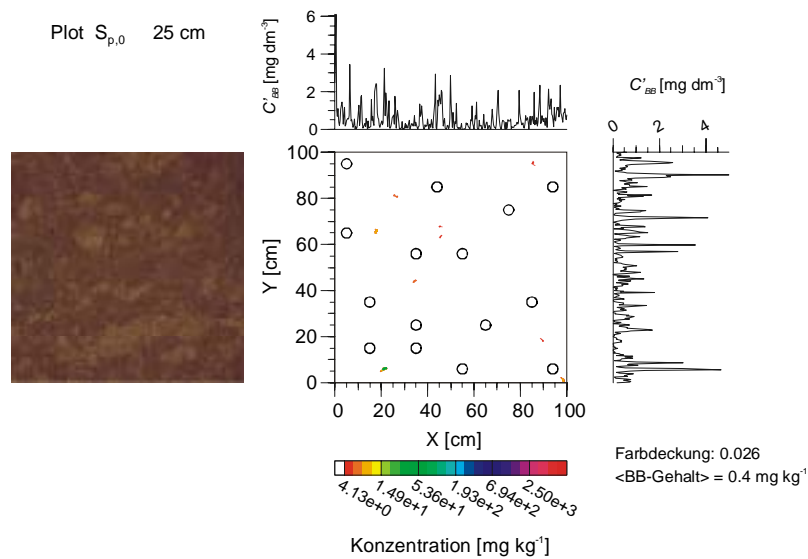 Plot S_p,0 25 cm
C'_BB [mg dm⁻³]
6
4
2
0
C'_BB [mg dm⁻³]
0 2 4
Y [cm]
100
80
60
40
20
0
0 20 40 60 80 100
X [cm]
4.13e+0 1.49e+1 5.36e+1 1.93e+2 6.94e+2 2.50e+3
Konzentration [mg kg⁻¹]
Farbdeckung: 0.026
<BB-Gehalt> = 0.4 mg kg⁻¹